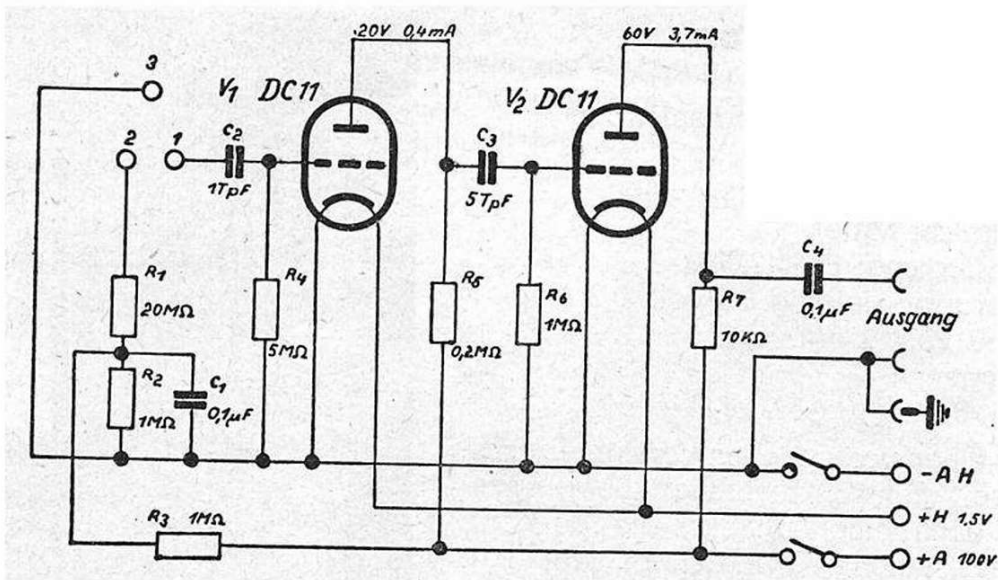 20V 0,4mA
60V 3,7mA
3
V1 DC11
V2 DC11
2
1
C2
1TpF
C3
5TpF
R1
20MΩ
R4
5MΩ
R5
0,2MΩ
R6
1MΩ
R7
10KΩ
C4
0,1µF
Ausgang
R2
1MΩ
C1
0,1µF
-A H
+H 1.5V
R3 1MΩ
+A 100V